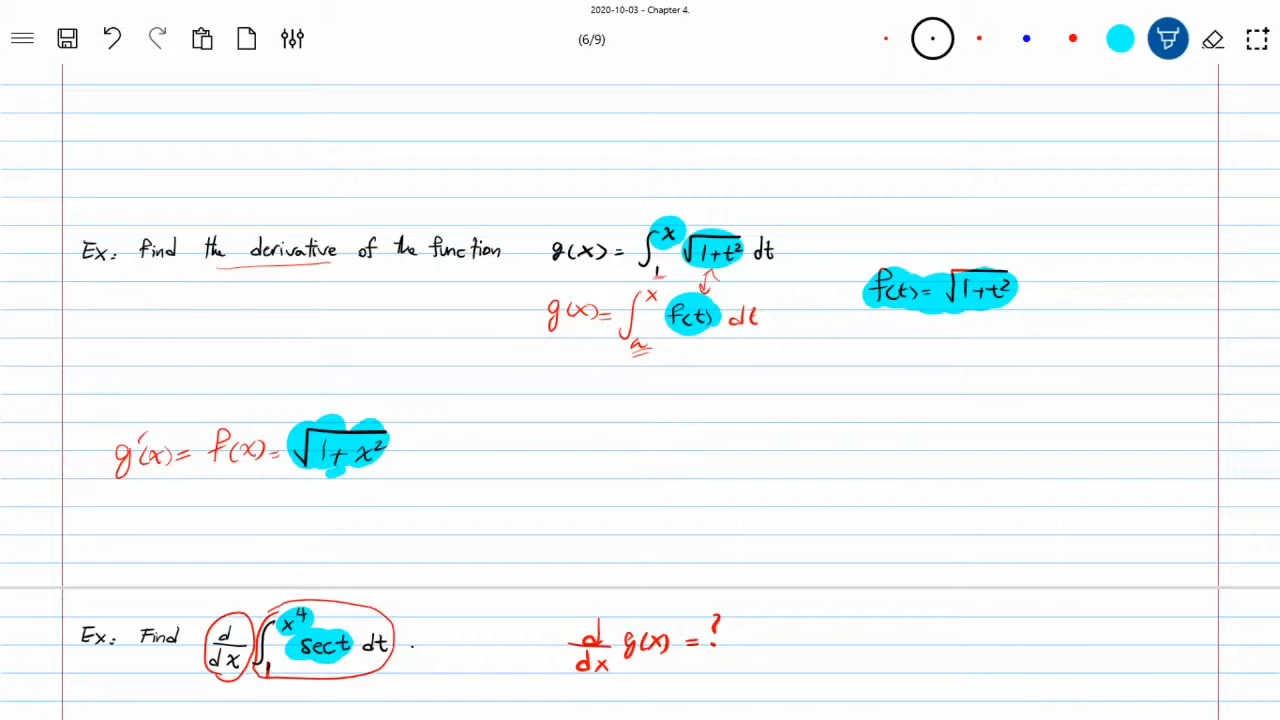 2020-10-03 - Chapter 4.
(6/9)
Ex: Find the derivative of the function g(x) = ∫₁ˣ √(1+t²) dt
g(x) = ∫ₐˣ f(t) dt
f(t) = √(1+t²)
g'(x) = f(x) = √(1+x²)
Ex: Find d/dx ∫₁^(x⁴) sec t dt .
d/dx g(x) = ?